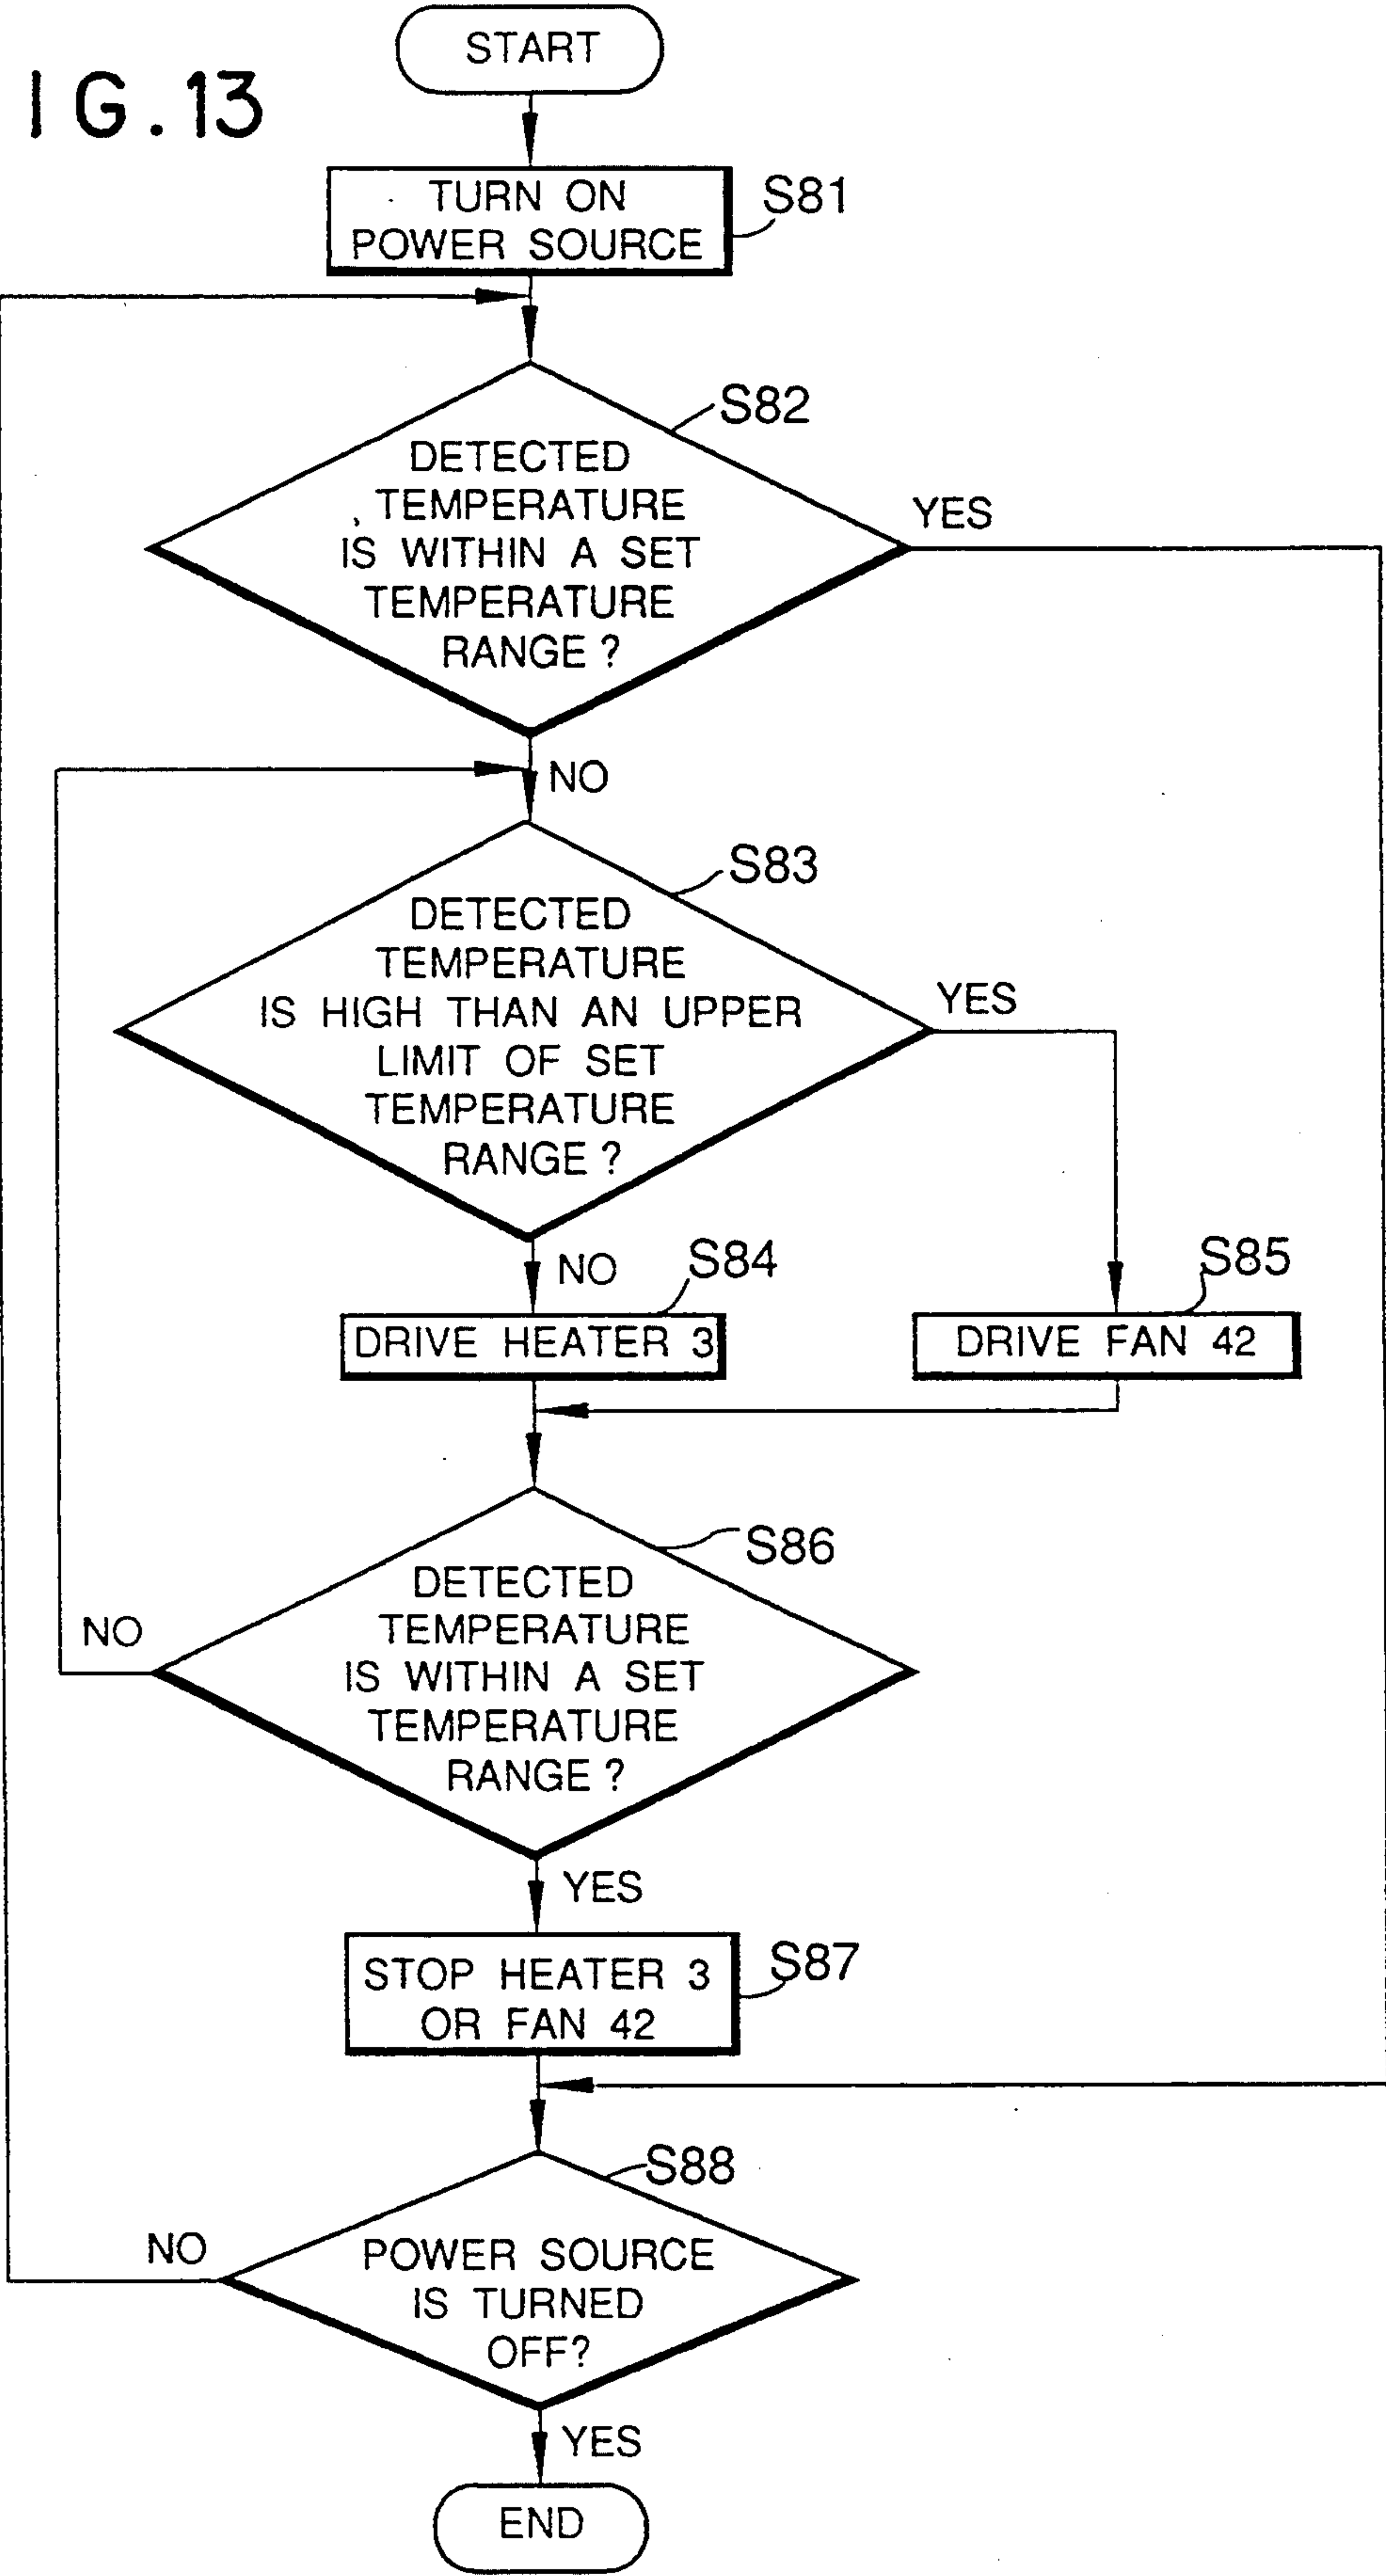 IG.13
START
TURN ON
POWER SOURCE
S81
S82
DETECTED
TEMPERATURE
IS WITHIN A SET
TEMPERATURE
RANGE?
YES
NO
S83
DETECTED
TEMPERATURE
IS HIGH THAN AN UPPER
LIMIT OF SET
TEMPERATURE
RANGE?
YES
NO
S84
DRIVE HEATER 3
S85
DRIVE FAN 42
S86
DETECTED
TEMPERATURE
IS WITHIN A SET
TEMPERATURE
RANGE?
NO
YES
STOP HEATER 3
OR FAN 42
S87
S88
POWER SOURCE
IS TURNED
OFF?
NO
YES
END